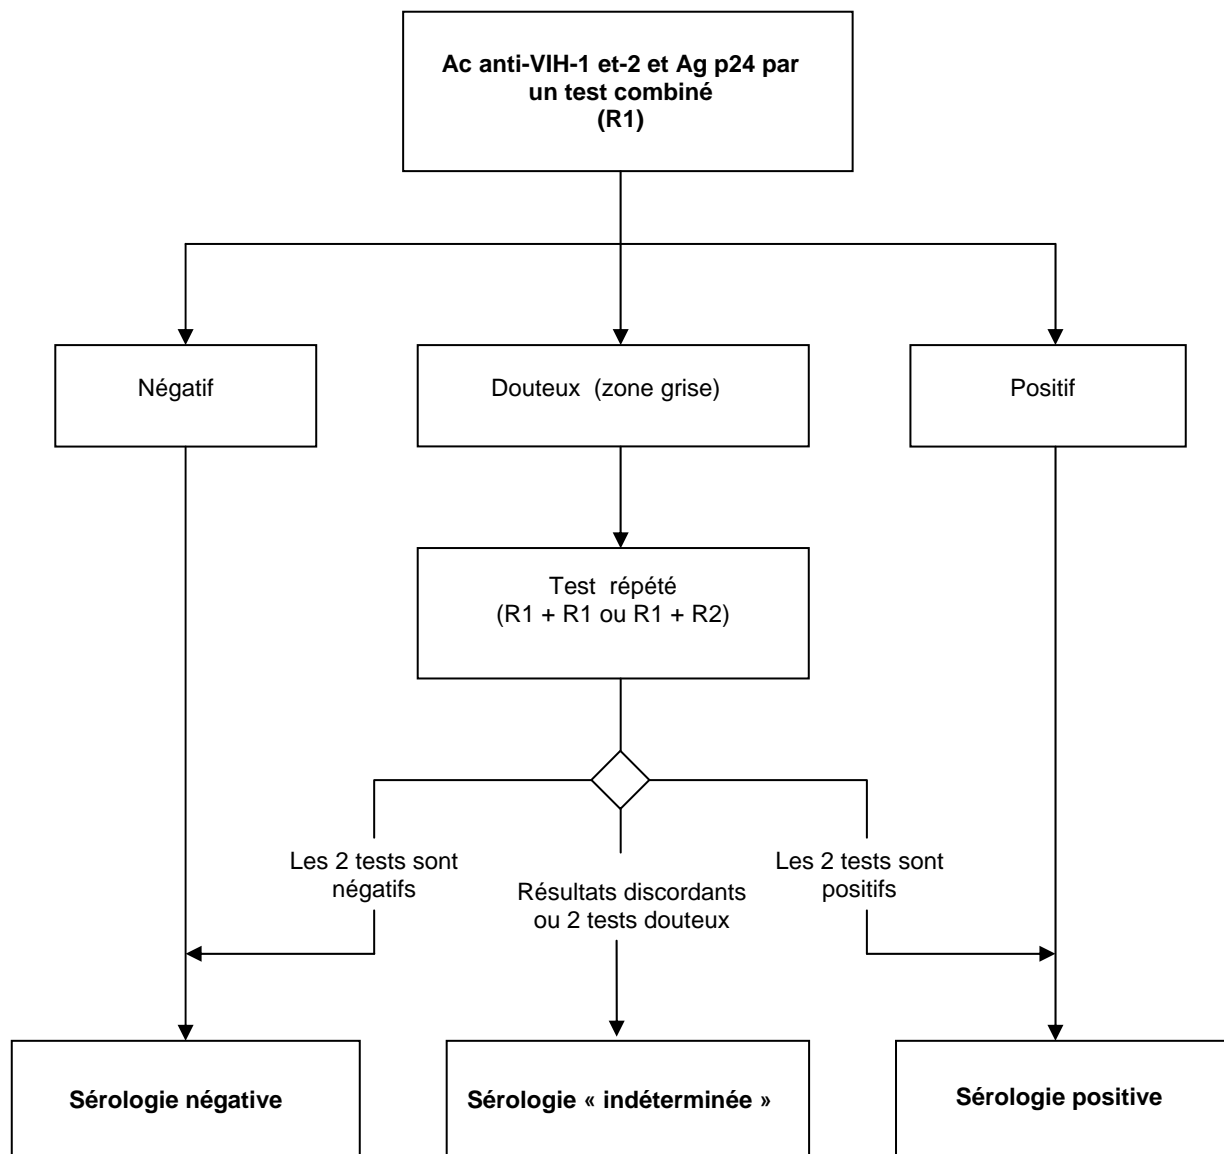 Ac anti-VIH-1 et-2 et Ag p24 par
un test combiné
(R1)
Négatif
Douteux (zone grise)
Positif
Test répété
(R1 + R1 ou R1 + R2)
Les 2 tests sont
négatifs
Résultats discordants
ou 2 tests douteux
Les 2 tests sont
positifs
Sérologie négative
Sérologie « indéterminée »
Sérologie positive